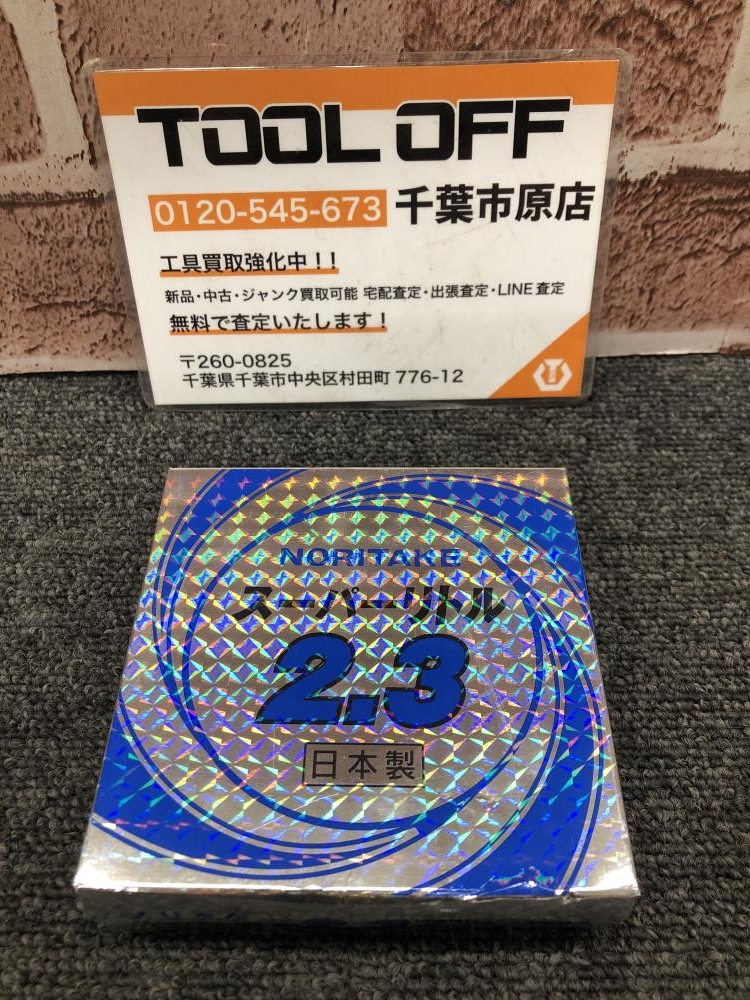 TOOL OFF
0120-545-673 千葉市原店
工具買取強化中!!
新品・中古・ジャンク買取可能 宅配査定・出張査定・LINE査定
無料で査定いたします!
〒260-0825
千葉県千葉市中央区村田町 776-12
NORITAKE
スーパーリトル
2.3
日本製